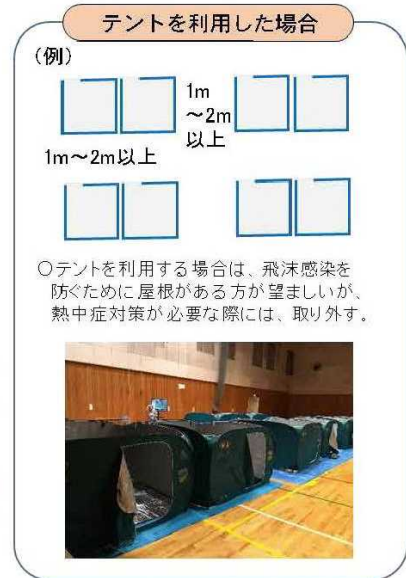 テントを利用した場合
(例)
1m
~2m
以上
1m~2m以上
○テントを利用する場合は、飛沫感染を
防ぐために屋根がある方が望ましいが、
熱中症対策が必要な際には、取り外す。